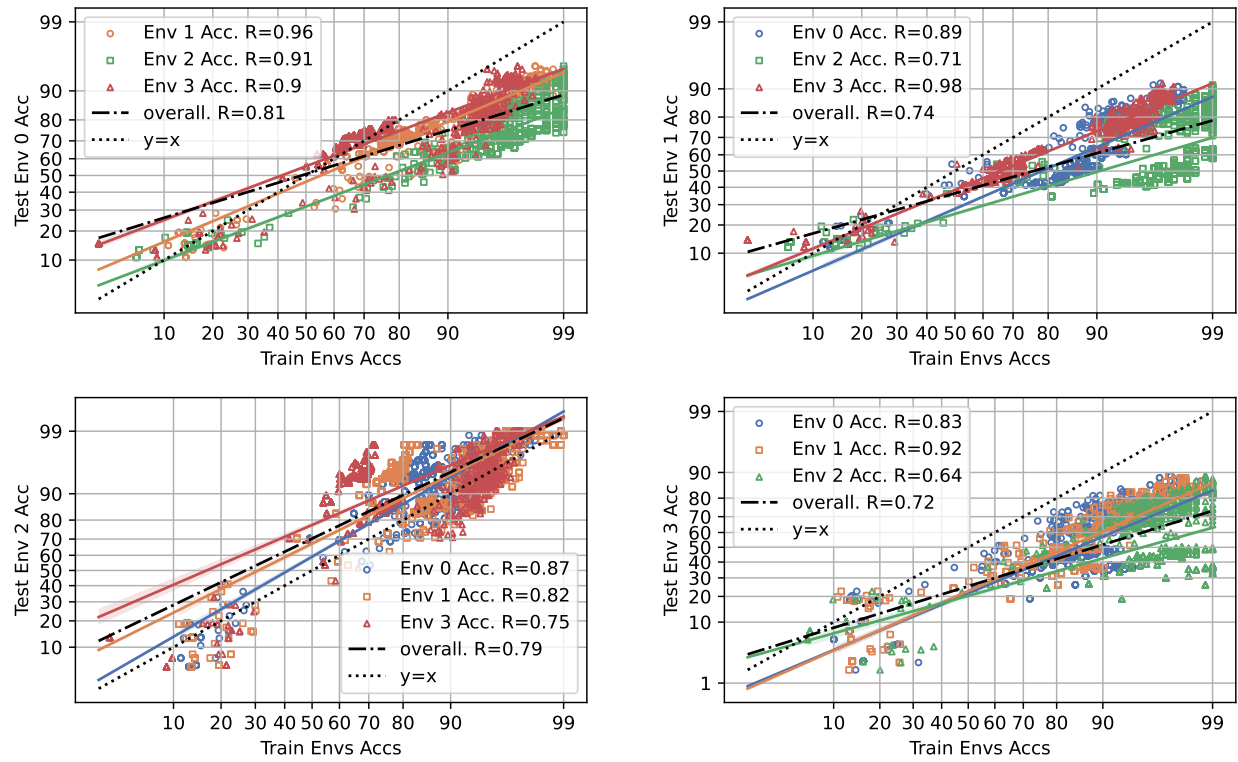 Env 1 Acc. R=0.96
Env 2 Acc. R=0.91
Env 3 Acc. R=0.9
overall. R=0.81
y=x
99
90
80
70
60
50
40
30
20
10
Test Env 0 Acc
10 20 30 40 50 60 70 80 90 99
Train Envs Accs
Env 0 Acc. R=0.89
Env 2 Acc. R=0.71
Env 3 Acc. R=0.98
overall. R=0.74
y=x
99
90
80
70
60
50
40
30
20
10
Test Env 1 Acc
10 20 30 40 50 60 70 80 90 99
Train Envs Accs
99
90
80
70
60
50
40
30
20
10
Test Env 2 Acc
Env 0 Acc. R=0.87
Env 1 Acc. R=0.82
Env 3 Acc. R=0.75
overall. R=0.79
y=x
10 20 30 40 50 60 70 80 90 99
Train Envs Accs
Env 0 Acc. R=0.83
Env 1 Acc. R=0.92
Env 2 Acc. R=0.64
overall. R=0.72
y=x
99
90
80
70
60
50
40
30
20
10
1
Test Env 3 Acc
10 20 30 40 50 60 70 80 90 99
Train Envs Accs